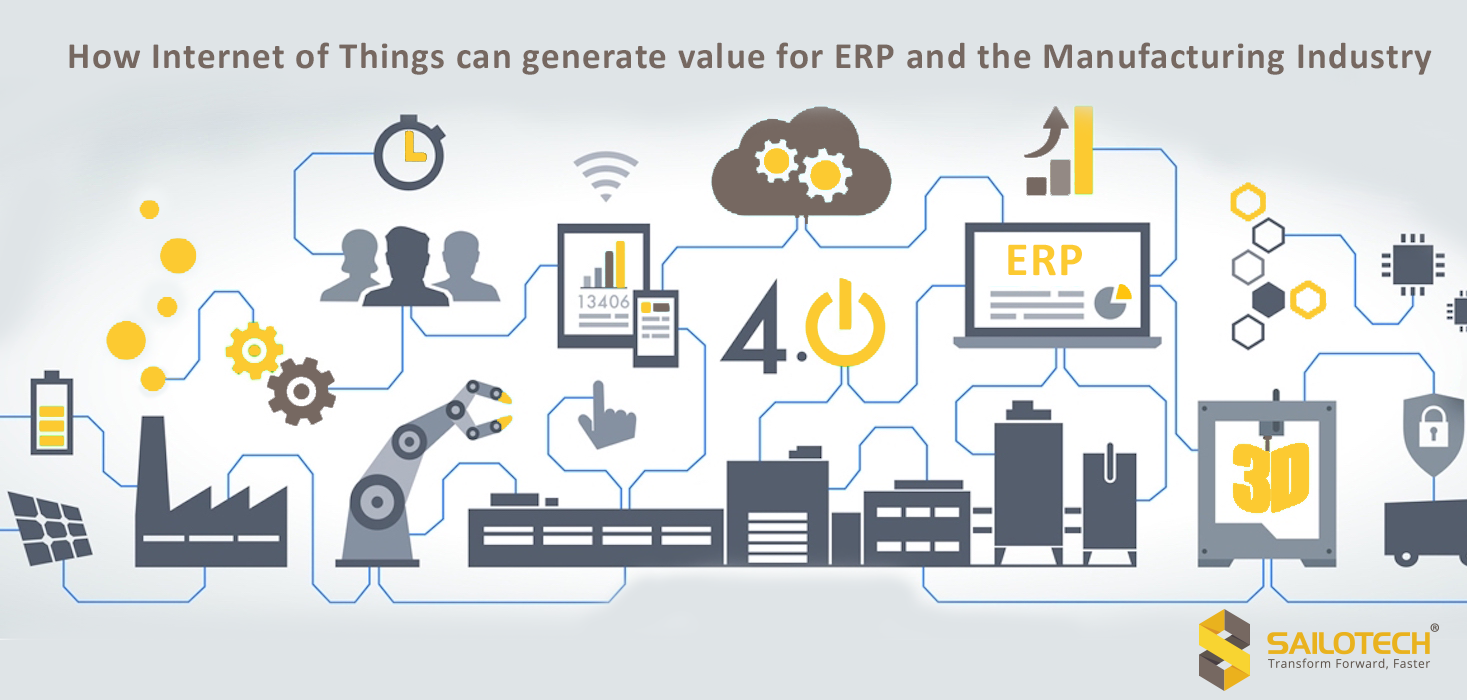 How Internet of Things can generate value for ERP and the Manufacturing Industry
ERP
13406
4.0
3D
SAILOTECH®
Transform Forward, Faster